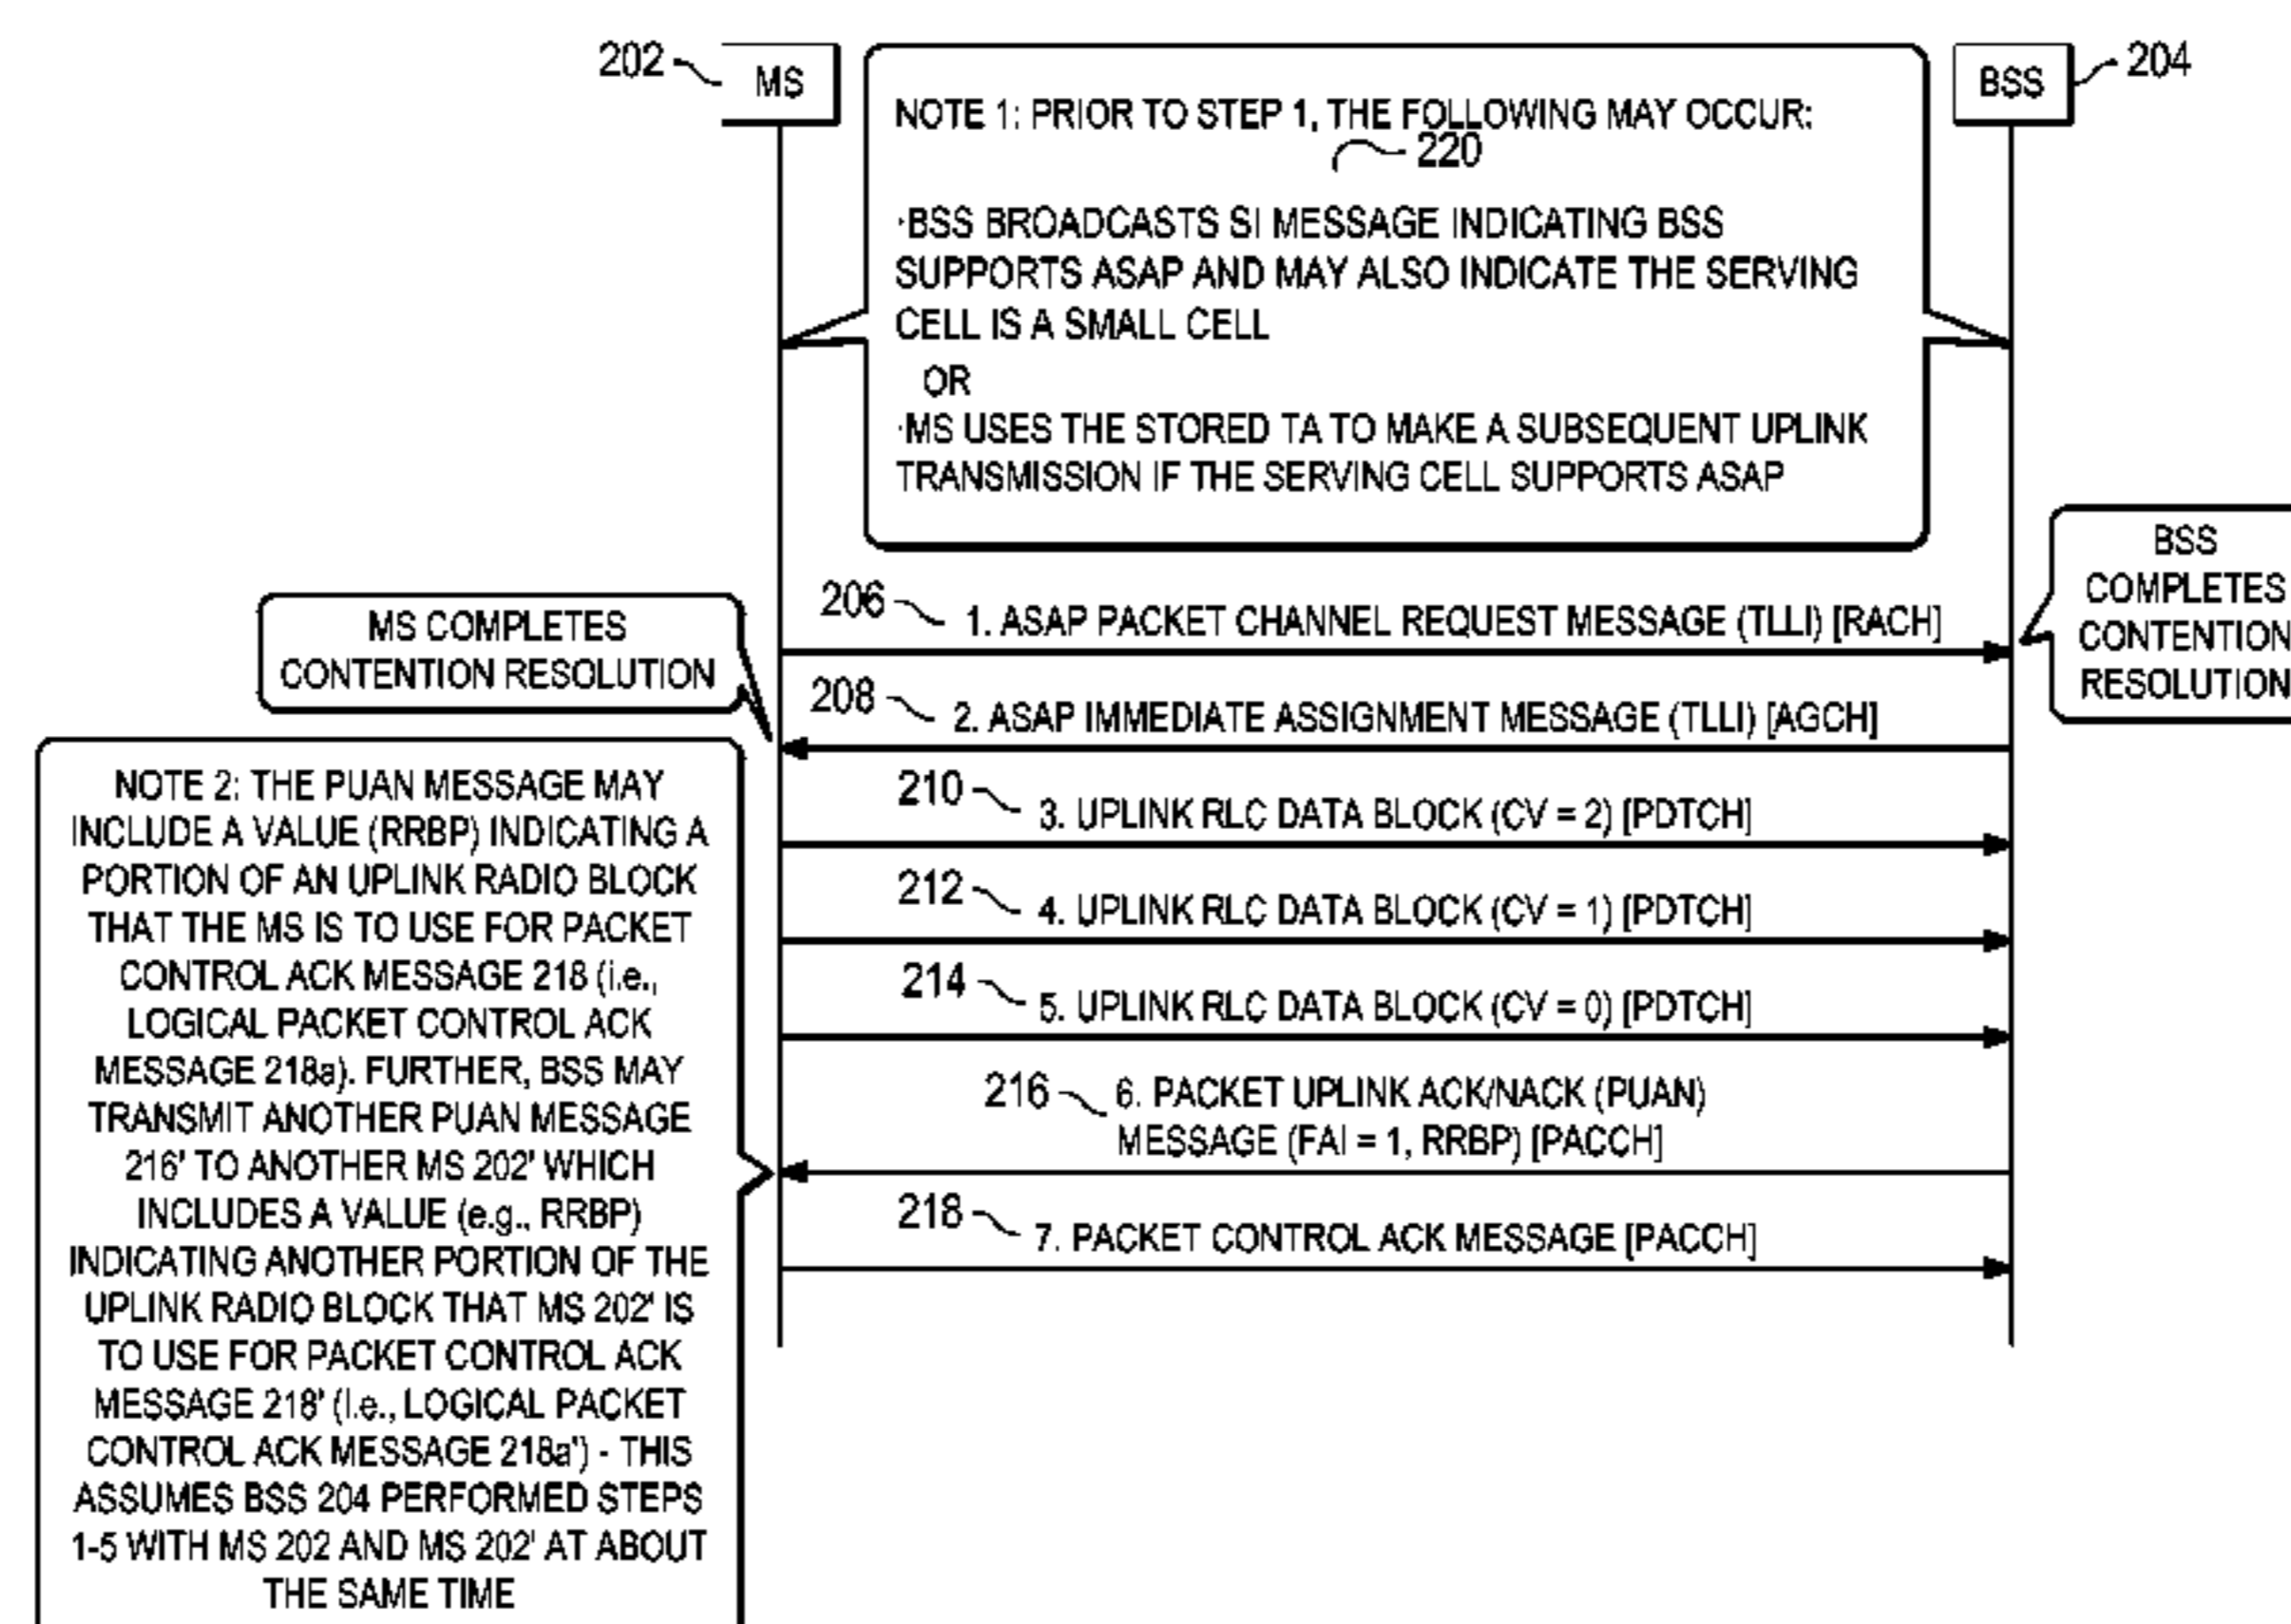 202
MS
BSS
204
NOTE 1: PRIOR TO STEP 1, THE FOLLOWING MAY OCCUR:
220
·BSS BROADCASTS SI MESSAGE INDICATING BSS
SUPPORTS ASAP AND MAY ALSO INDICATE THE SERVING
CELL IS A SMALL CELL
OR
·MS USES THE STORED TA TO MAKE A SUBSEQUENT UPLINK
TRANSMISSION IF THE SERVING CELL SUPPORTS ASAP
BSS
COMPLETES
CONTENTION
RESOLUTION
MS COMPLETES
CONTENTION RESOLUTION
206
1. ASAP PACKET CHANNEL REQUEST MESSAGE (TLLI) [RACH]
208
2. ASAP IMMEDIATE ASSIGNMENT MESSAGE (TLLI) [AGCH]
210
3. UPLINK RLC DATA BLOCK (CV = 2) [PDTCH]
212
4. UPLINK RLC DATA BLOCK (CV = 1) [PDTCH]
214
5. UPLINK RLC DATA BLOCK (CV = 0) [PDTCH]
216
6. PACKET UPLINK ACK/NACK (PUAN)
MESSAGE (FAI = 1, RRBP) [PACCH]
218
7. PACKET CONTROL ACK MESSAGE [PACCH]
NOTE 2: THE PUAN MESSAGE MAY
INCLUDE A VALUE (RRBP) INDICATING A
PORTION OF AN UPLINK RADIO BLOCK
THAT THE MS IS TO USE FOR PACKET
CONTROL ACK MESSAGE 218 (i.e.,
LOGICAL PACKET CONTROL ACK
MESSAGE 218a). FURTHER, BSS MAY
TRANSMIT ANOTHER PUAN MESSAGE
216' TO ANOTHER MS 202' WHICH
INCLUDES A VALUE (e.g., RRBP)
INDICATING ANOTHER PORTION OF THE
UPLINK RADIO BLOCK THAT MS 202' IS
TO USE FOR PACKET CONTROL ACK
MESSAGE 218' (I.e., LOGICAL PACKET
CONTROL ACK MESSAGE 218a') - THIS
ASSUMES BSS 204 PERFORMED STEPS
1-5 WITH MS 202 AND MS 202' AT ABOUT
THE SAME TIME